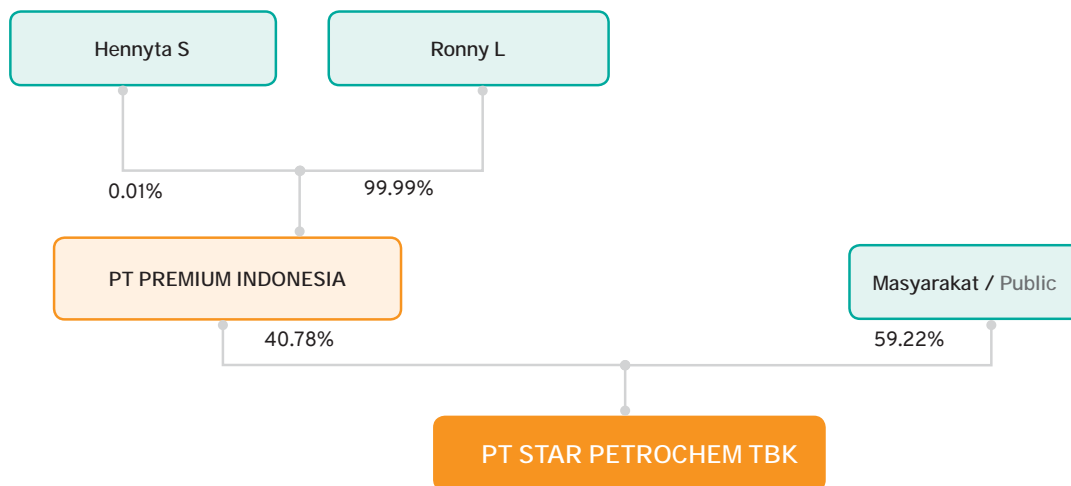 Hennyta S
Ronny L
0.01%
99.99%
PT PREMIUM INDONESIA
Masyarakat / Public
40.78%
59.22%
PT STAR PETROCHEM TBK